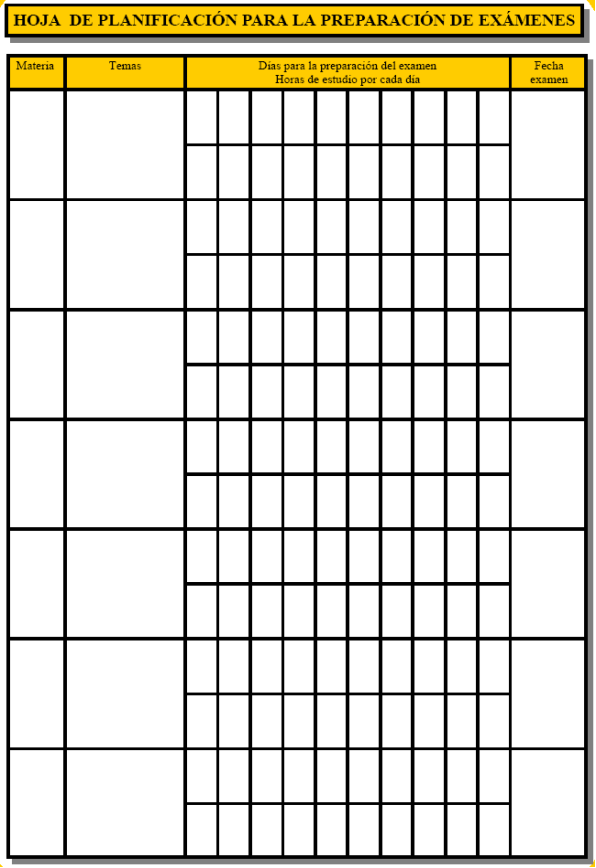 HOJA DE PLANIFICACIÓN PARA LA PREPARACIÓN DE EXÁMENES
Materia
Temas
Días para la preparación del examen
Horas de estudio por cada día
Fecha
examen